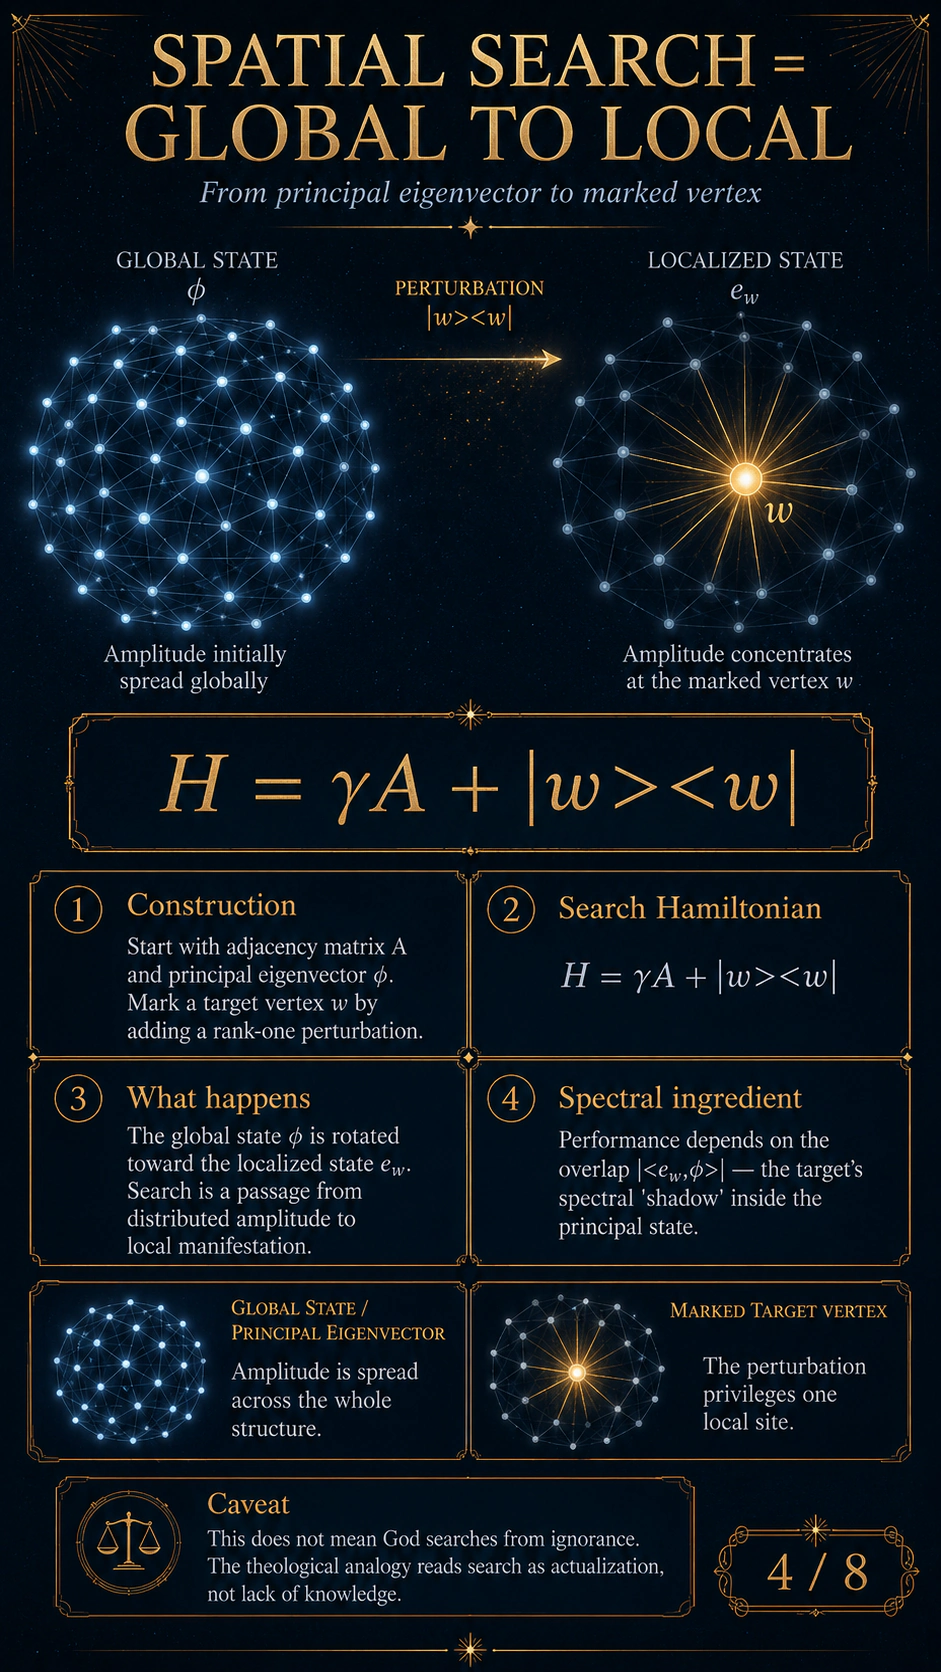 SPATIAL SEARCH =
GLOBAL TO LOCAL
From principal eigenvector to marked vertex
GLOBAL STATE
ϕ
PERTURBATION
|w><w|
LOCALIZED STATE
e_w
w
Amplitude initially
spread globally
Amplitude concentrates
at the marked vertex w
H = γA + |w><w|
1
Construction
Start with adjacency matrix A
and principal eigenvector ϕ.
Mark a target vertex w by
adding a rank-one perturbation.
2
Search Hamiltonian
H = γA + |w><w|
3
What happens
The global state ϕ is rotated
toward the localized state e_w.
Search is a passage from
distributed amplitude to
local manifestation.
4
Spectral ingredient
Performance depends on the
overlap |<e_w,ϕ>| — the target’s
spectral 'shadow' inside the
principal state.
GLOBAL STATE /
PRINCIPAL EIGENVECTOR
Amplitude is spread
across the whole
structure.
MARKED TARGET VERTEX
The perturbation
privileges one
local site.
Caveat
This does not mean God searches from ignorance.
The theological analogy reads search as actualization,
not lack of knowledge.
4 / 8